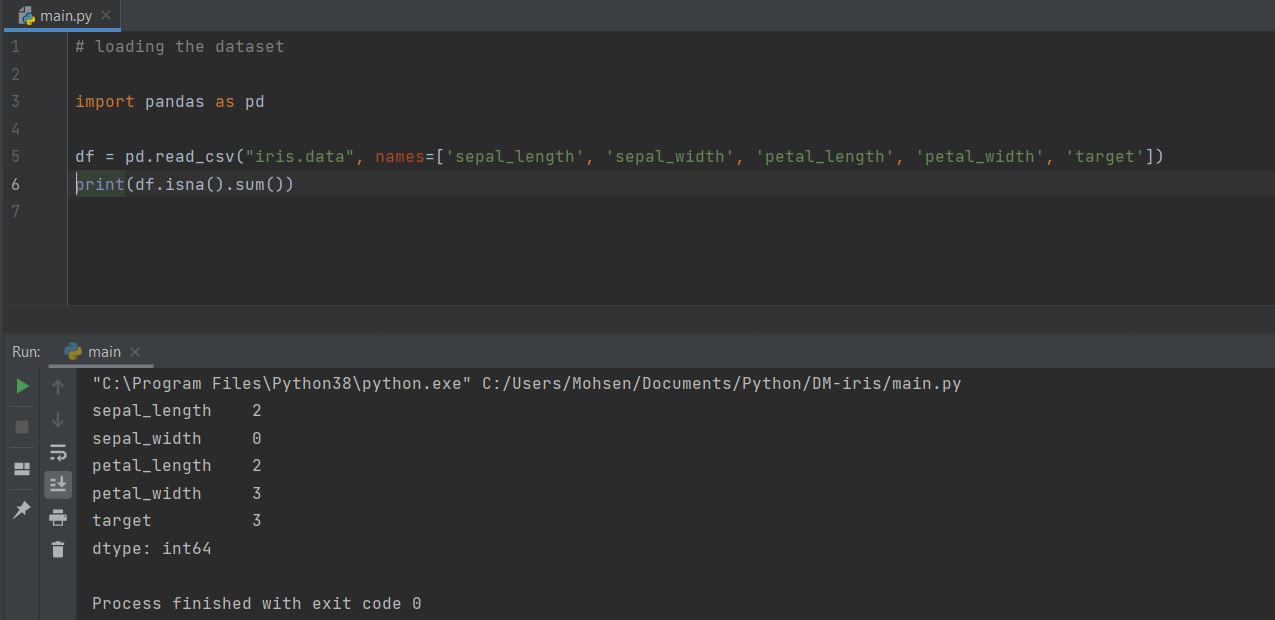 main.py
1 # loading the dataset
2
3 import pandas as pd
4
5 df = pd.read_csv("iris.data", names=['sepal_length', 'sepal_width', 'petal_length', 'petal_width', 'target'])
6 print(df.isna().sum())
7
Run: main
"C:\Program Files\Python38\python.exe" C:/Users/Mohsen/Documents/Python/DM-iris/main.py
sepal_length    2
sepal_width     0
petal_length    2
petal_width     3
target          3
dtype: int64
Process finished with exit code 0